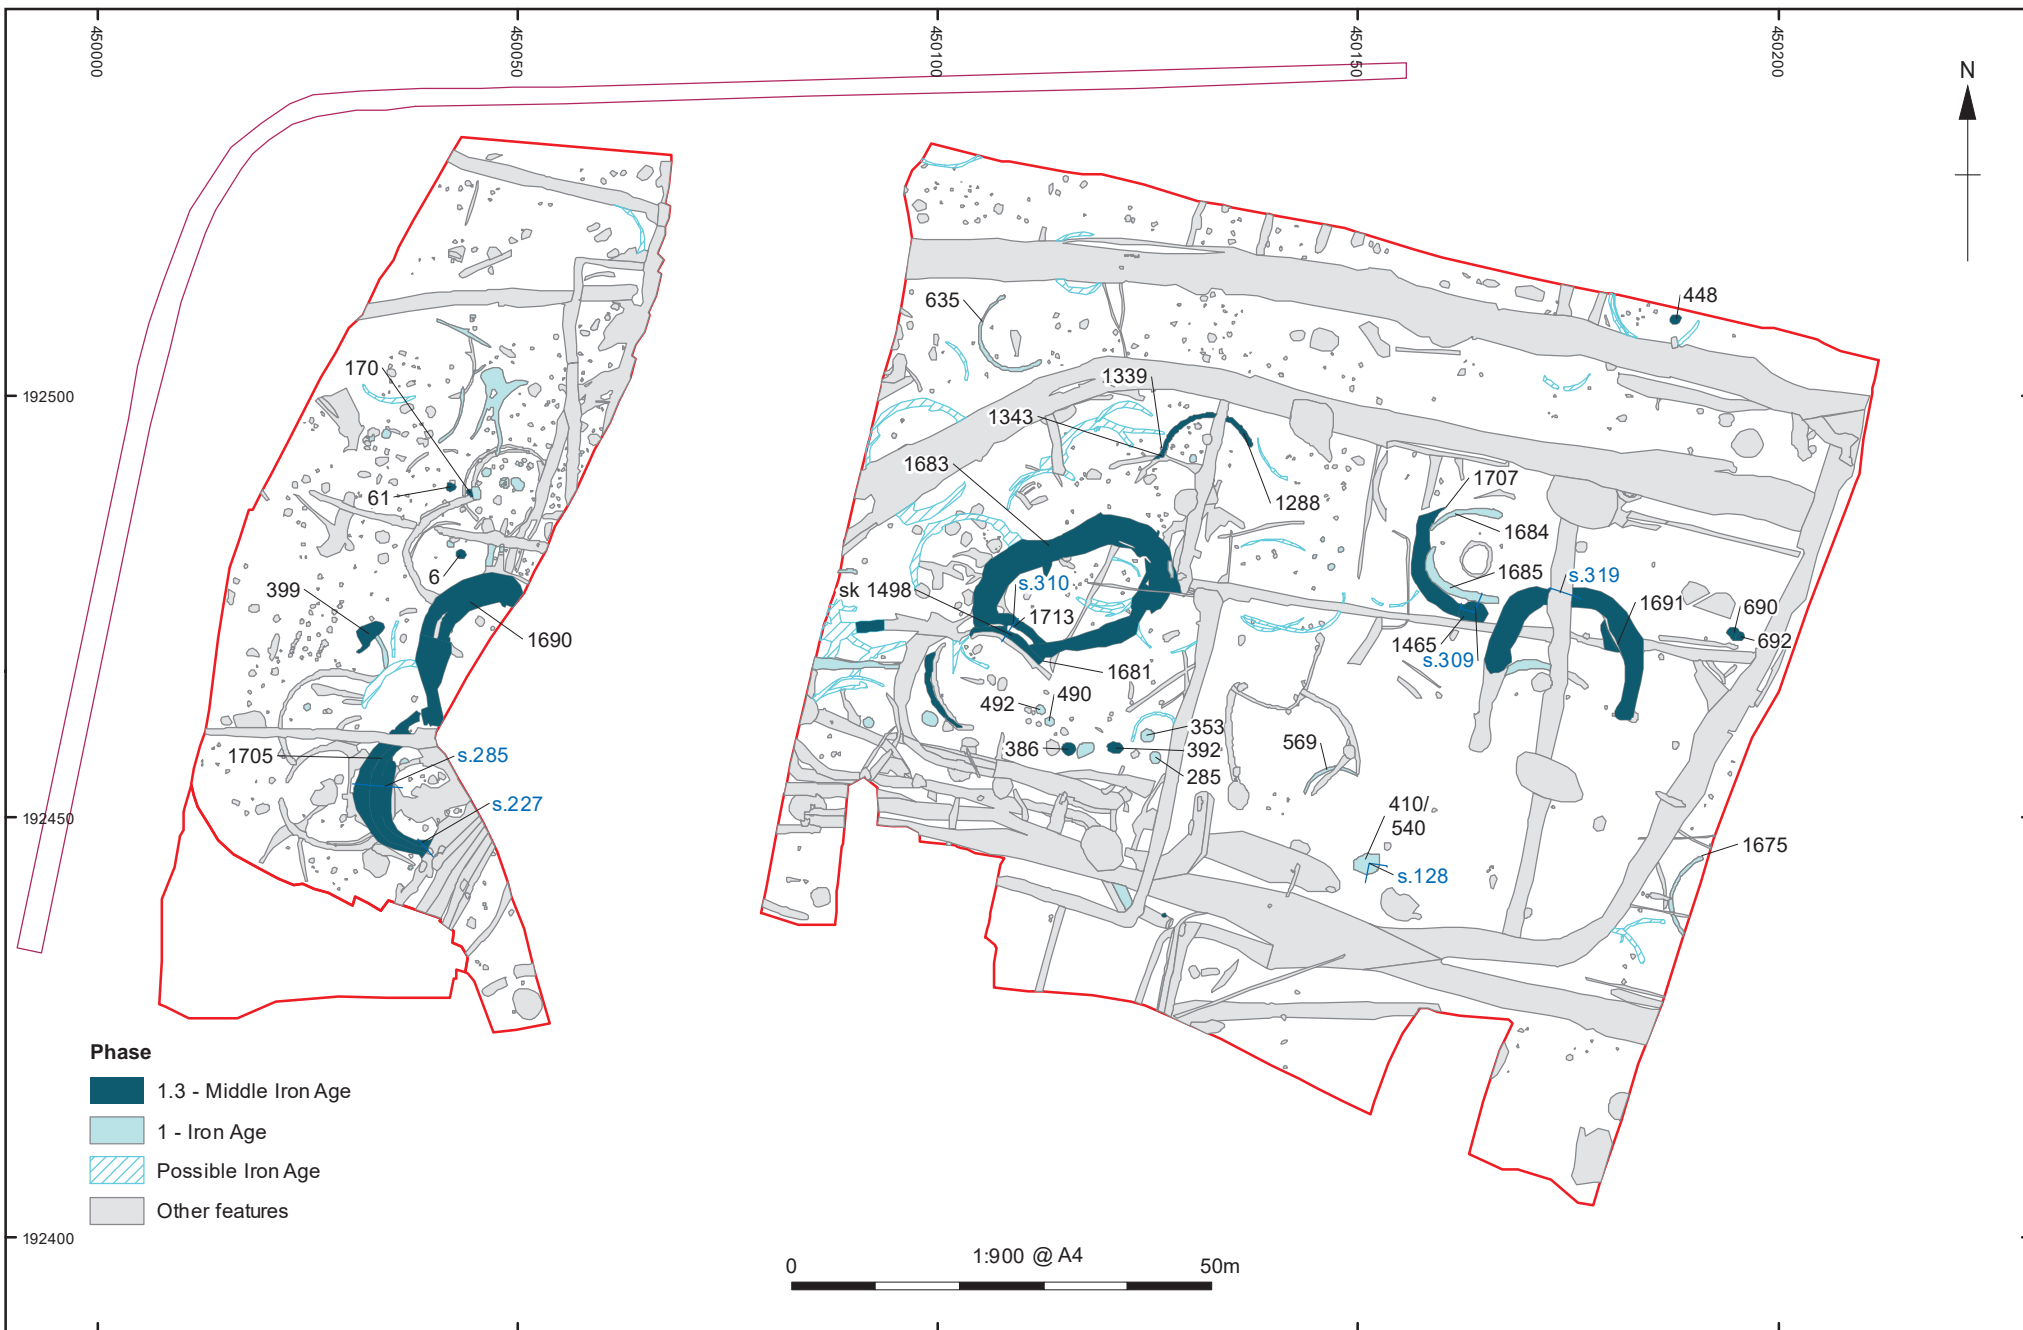 450000
450050
450100
450150
450200
N
448
635
170
192500
1339
1343
1683
61
1288
1707
1684
6
399
s.310
sk 1498
1713
1685
s.319
1691
690
692
1690
1465
s.309
1681
490
492
353
386
392
285
569
1705
s.285
s.227
410/
540
s.128
1675
192450
Phase
1.3 - Middle Iron Age
1 - Iron Age
Possible Iron Age
Other features
192400
1:900 @ A4
0
50m